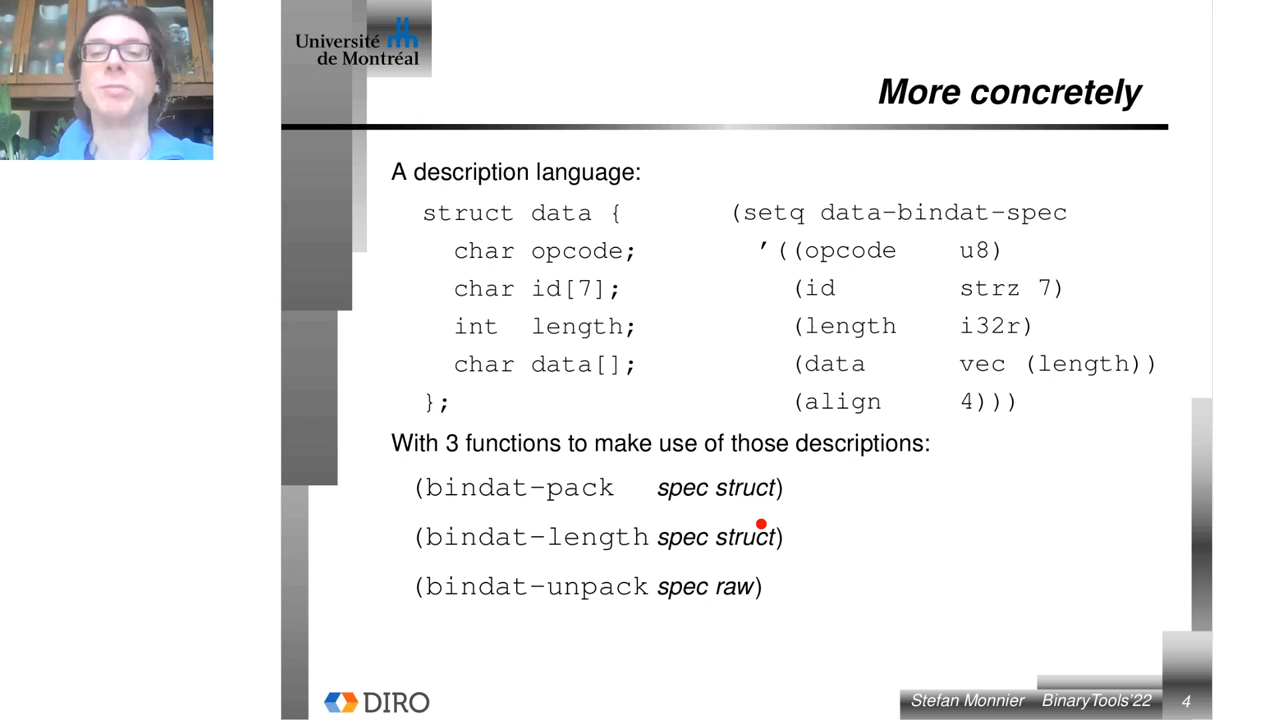 Université
de Montréal
More concretely
A description language:
struct data {
char opcode;
char id[7];
int length;
char data[];
};
(setq data-bindat-spec
’((opcode u8)
(id strz 7)
(length i32r)
(data vec (length))
(align 4)))
With 3 functions to make use of those descriptions:
(bindat-pack spec struct)
(bindat-length spec struct)
(bindat-unpack spec raw)
DIRO
Stefan Monnier BinaryTools'22 4